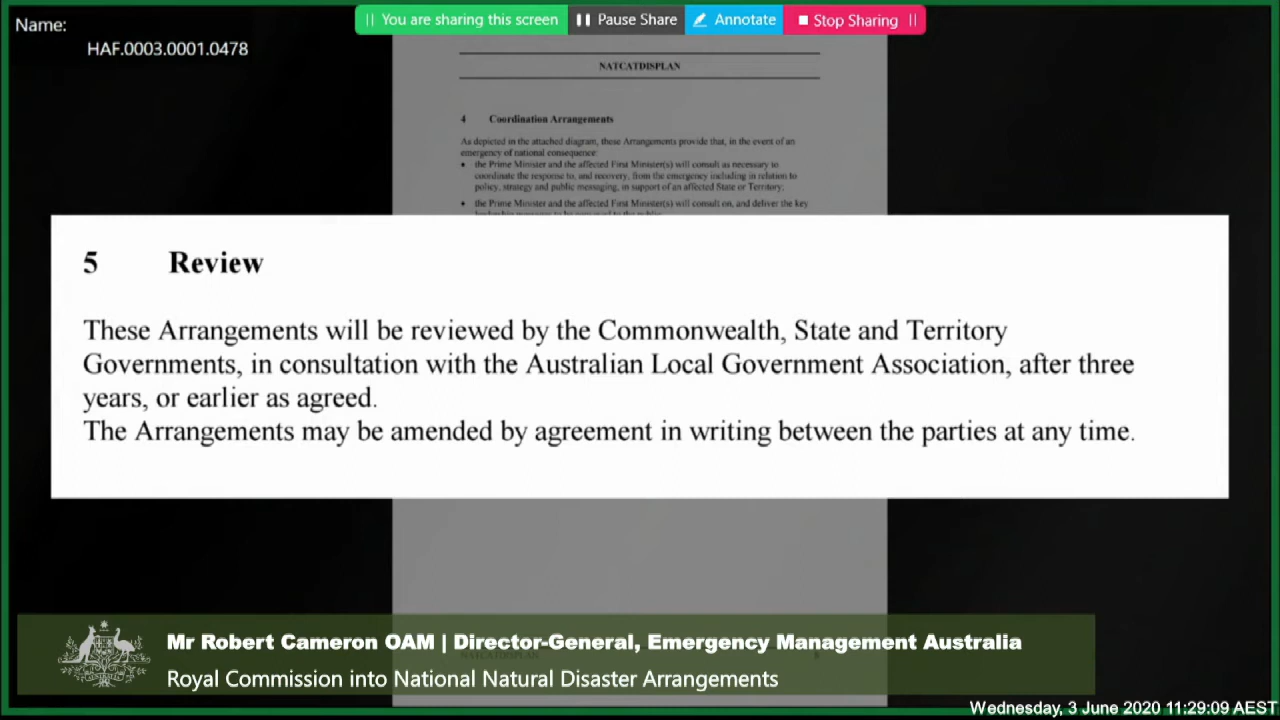 Name:
HAF.0003.0001.0478
You are sharing this screen
Pause Share
Annotate
Stop Sharing
NATCATDISPLAN
4 Coordination Arrangements
As depicted in the attached diagram, these Arrangements provide that, in the event of an
emergency of national consequence:
• the Prime Minister and the affected First Minister(s) will consult as necessary to
coordinate the response to, and recovery, from the emergency including in relation to
policy, strategy and public messaging, in support of an affected State or Territory;
• the Prime Minister and the affected First Minister(s) will consult on, and deliver the key
5 Review
These Arrangements will be reviewed by the Commonwealth, State and Territory
Governments, in consultation with the Australian Local Government Association, after three
years, or earlier as agreed.
The Arrangements may be amended by agreement in writing between the parties at any time.
Mr Robert Cameron OAM | Director-General, Emergency Management Australia
Royal Commission into National Natural Disaster Arrangements
Wednesday, 3 June 2020 11:29:09 AEST